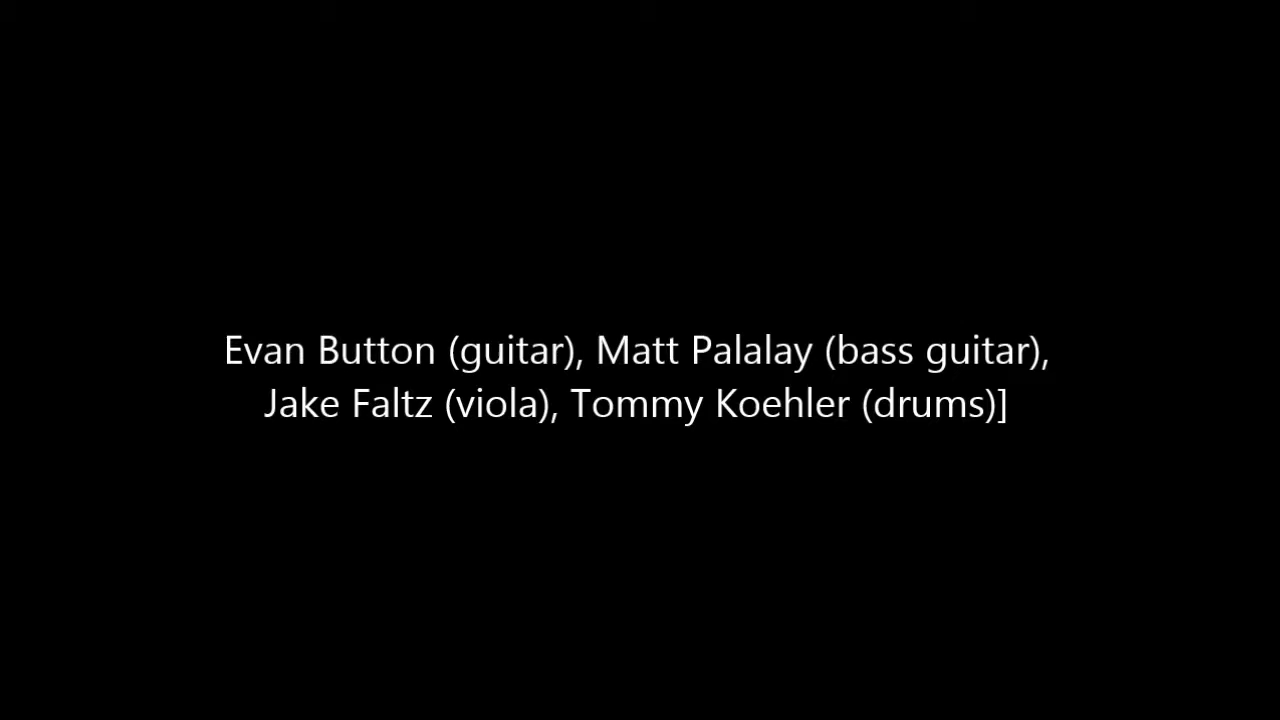 Evan Button (guitar), Matt Palalay (bass guitar),
Jake Faltz (viola), Tommy Koehler (drums)]